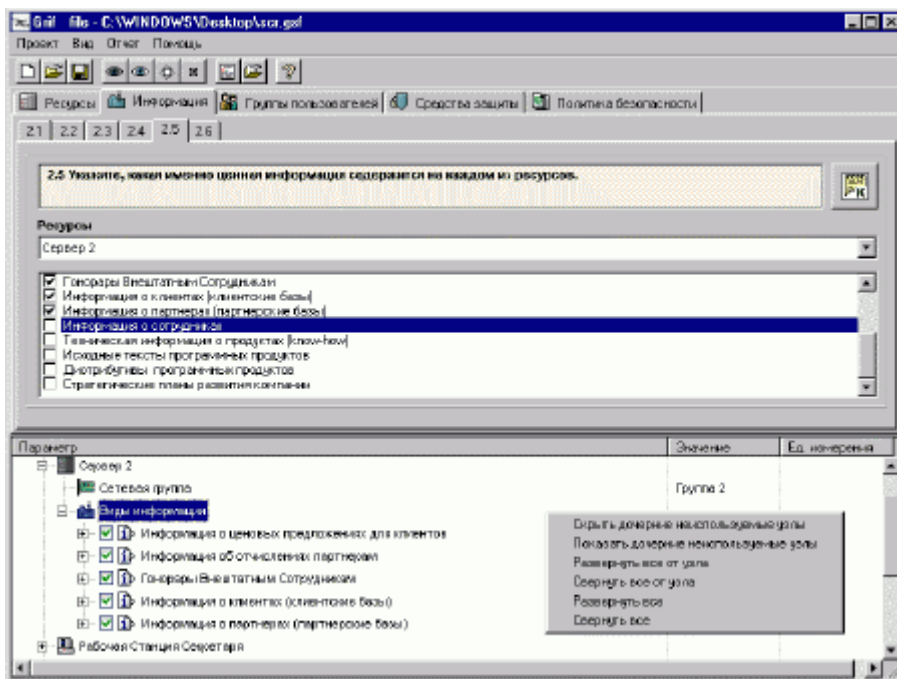 Grif file - C:\WINDOWS\Desktop\scr.gsf
Проект Вид Отчет Помощь
Ресурсы Информация Группы пользователей Средства защиты Политика безопасности
2.1 2.2 2.3 2.4 2.5 2.6
2.5 Укажите, какая именно ценная информация содержится на каждом из ресурсов.
Ресурсы
Сервер 2
Гонорары Внештатным Сотрудникам
Информация о клиентах (клиентские базы)
Информация о партнерах (партнерские базы)
Информация о сотрудниках
Техническая информация о продуктах (know-how)
Исходные тексты программных продуктов
Дистрибутивы программных продуктов
Стратегические планы развития компании
Параметр Значение Ед. измерения
Сервер 2
Сетевая группа Группа 2
Виды информации
Информация о ценовых предложениях для клиентов
Информация об отчислениях партнерам
Гонорары Внештатным Сотрудникам
Информация о клиентах (клиентские базы)
Информация о партнерах (партнерские базы)
Рабочая Станция Секретаря
Скрыть дочерние неиспользуемые узлы
Показать дочерние неиспользуемые узлы
Развернуть все от узла
Свернуть все от узла
Развернуть все
Свернуть все